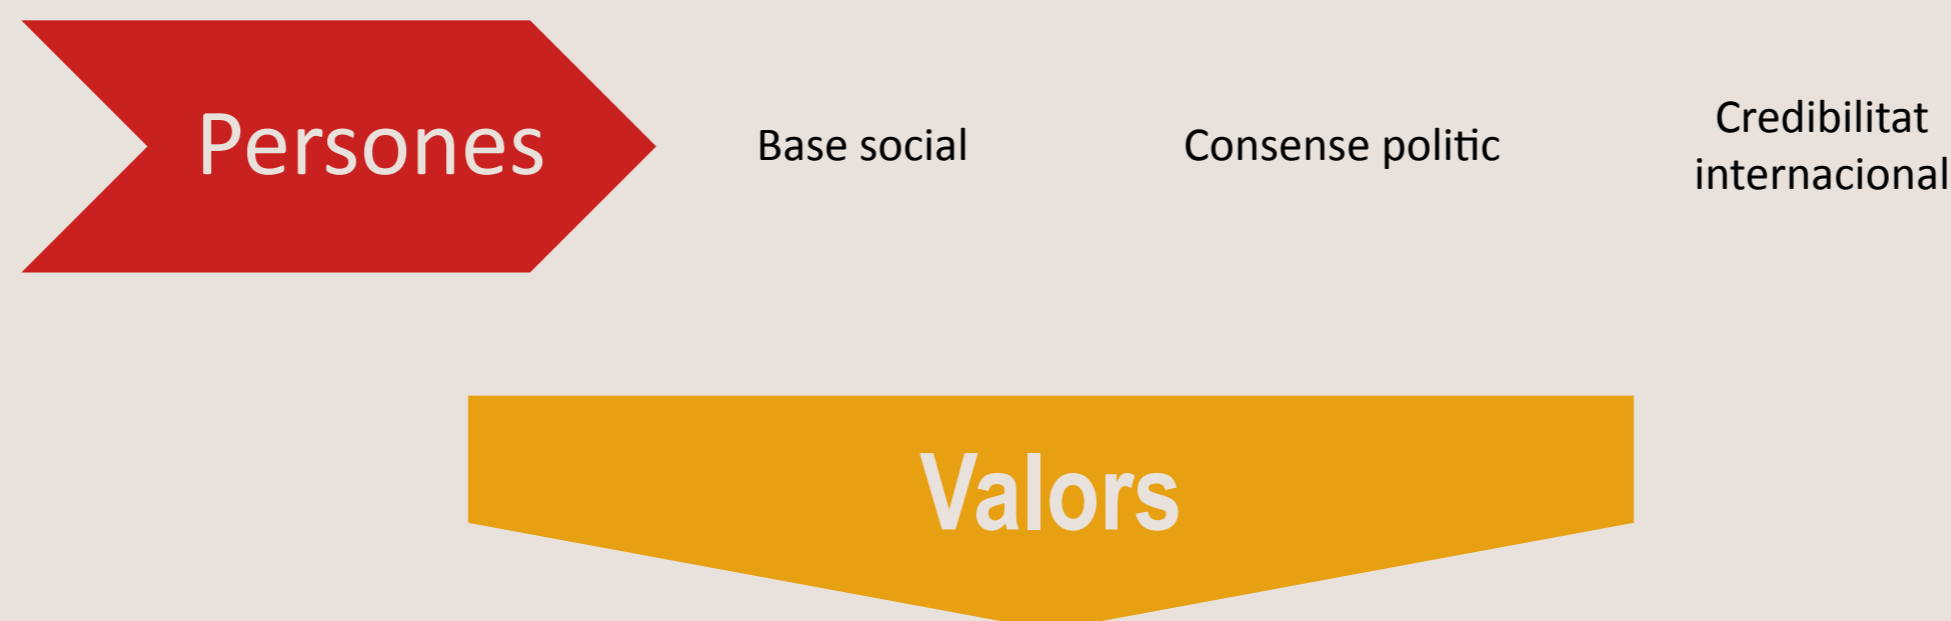 Persones
Base social
Consense politic
Credibilitat
internacional
Valors